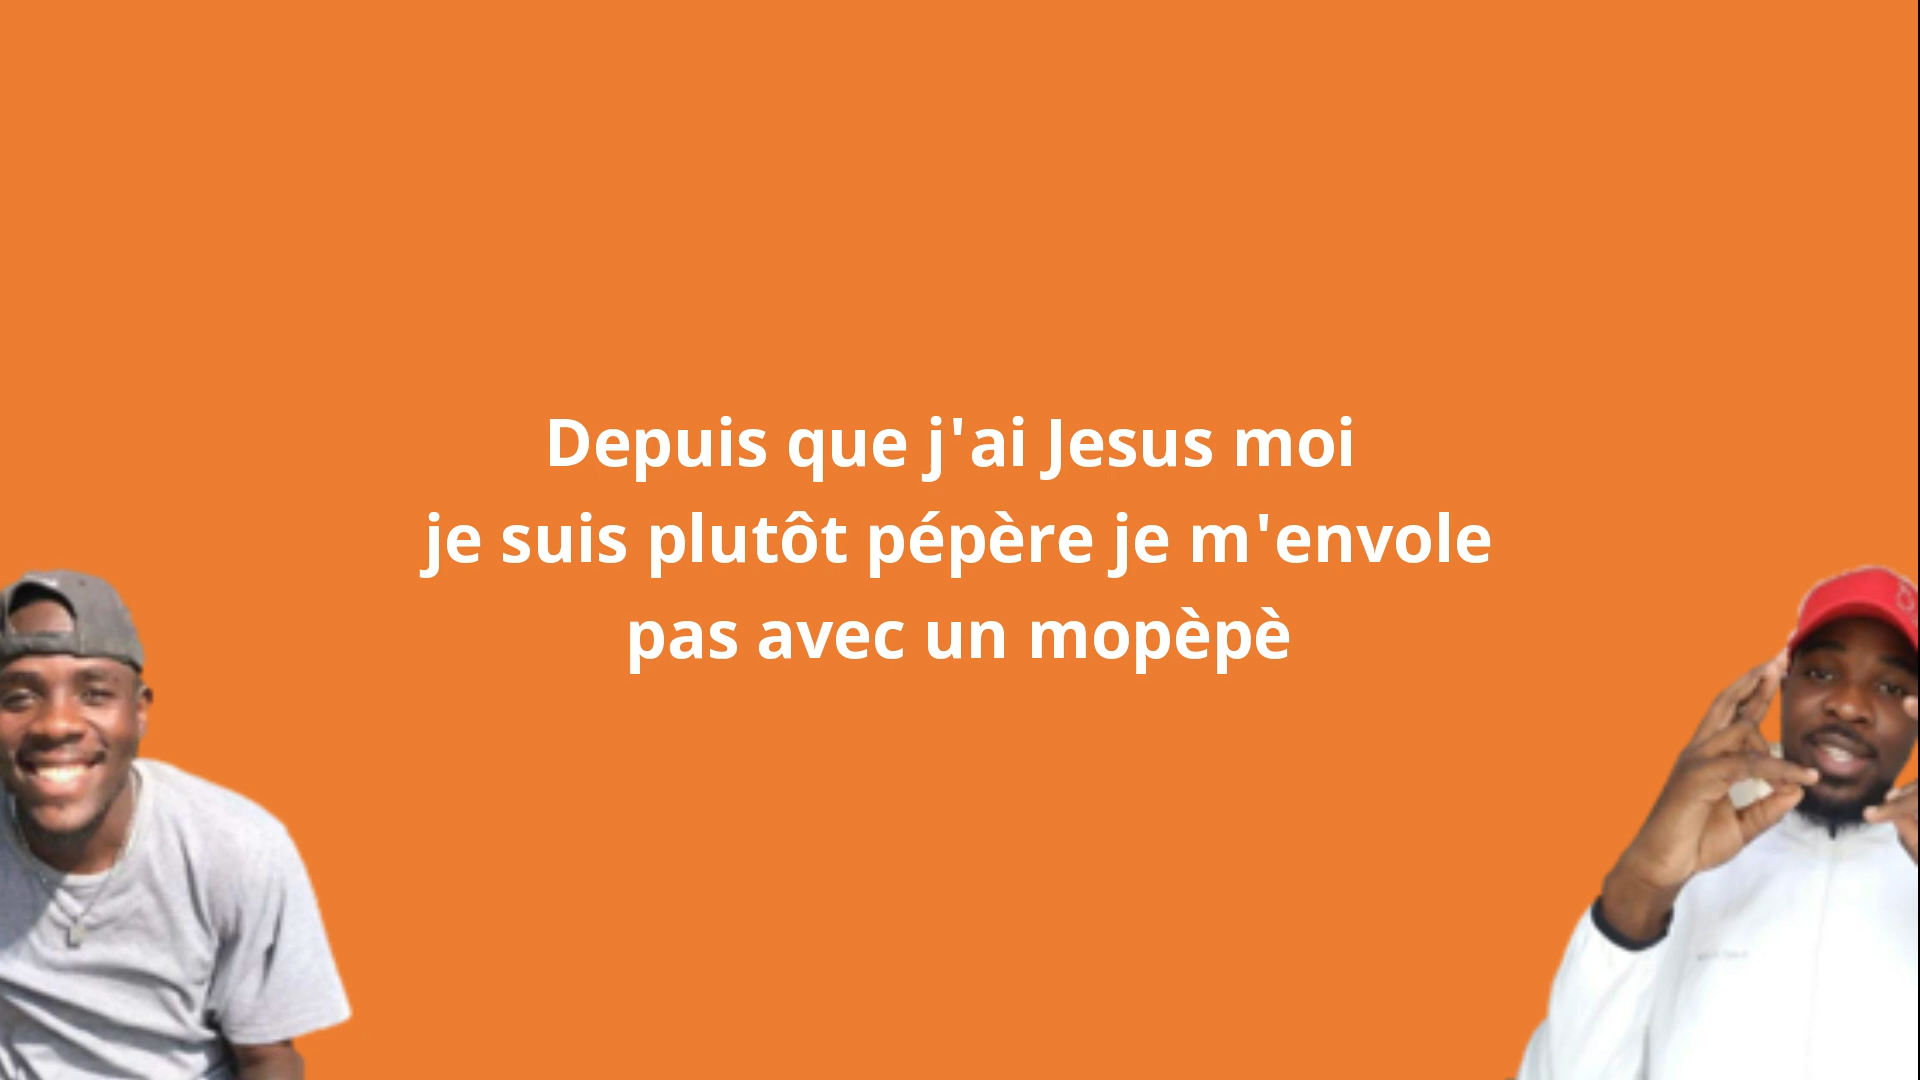 Depuis que j'ai Jesus moi
je suis plutôt pépère je m'envole
pas avec un mopèpè